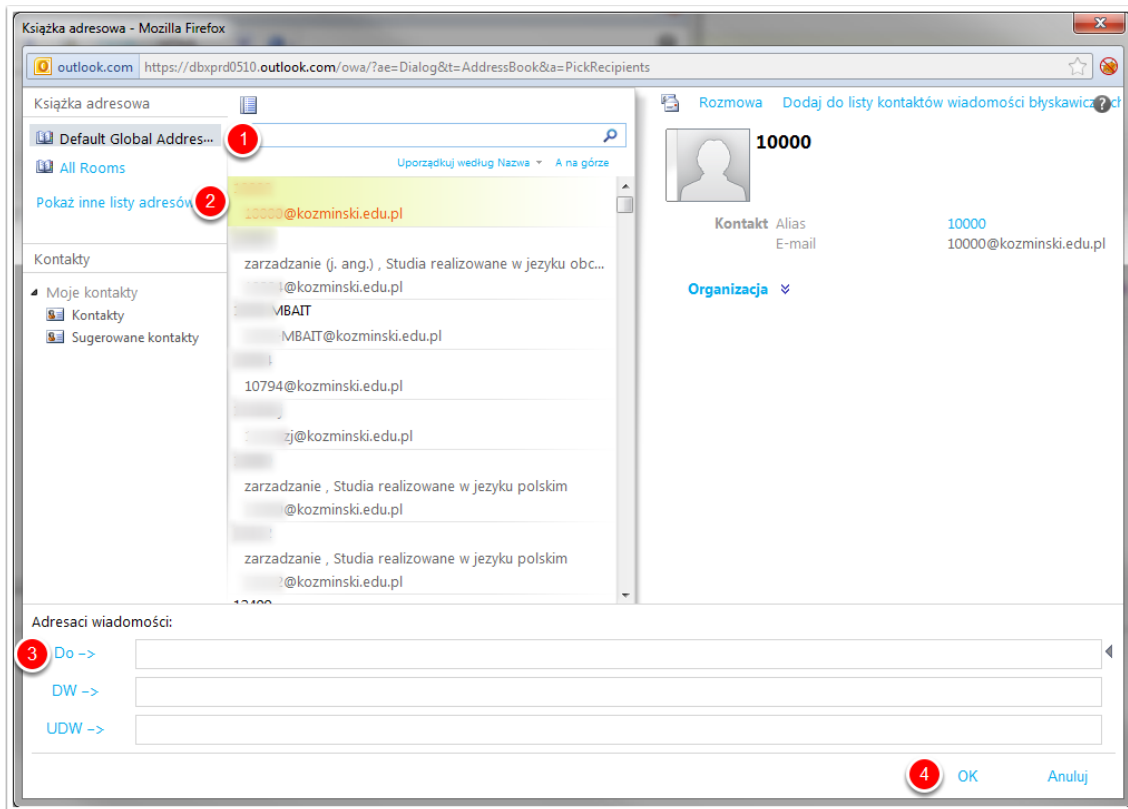 Książka adresowa - Mozilla Firefox
outlook.com https://dbxprd0510.outlook.com/owa/?ae=Dialog&t=AddressBook&a=PickRecipients
Książka adresowa
Default Global Addres...
1
All Rooms
Pokaż inne listy adresów
2
Kontakty
Moje kontakty
Kontakty
Sugerowane kontakty
Uporządkuj według Nazwa A na górze
10000@kozminski.edu.pl
zarzadzanie (j. ang.) , Studia realizowane w jezyku obc...
@kozminski.edu.pl
MBAIT
MBAIT@kozminski.edu.pl
10794@kozminski.edu.pl
zj@kozminski.edu.pl
zarzadzanie , Studia realizowane w jezyku polskim
@kozminski.edu.pl
zarzadzanie , Studia realizowane w jezyku polskim
@kozminski.edu.pl
Rozmowa Dodaj do listy kontaktów wiadomości
10000
Kontakt Alias 10000
E-mail 10000@kozminski.edu.pl
Organizacja
Adresaci wiadomości:
3 Do –>
DW –>
UDW –>
4 OK Anuluj